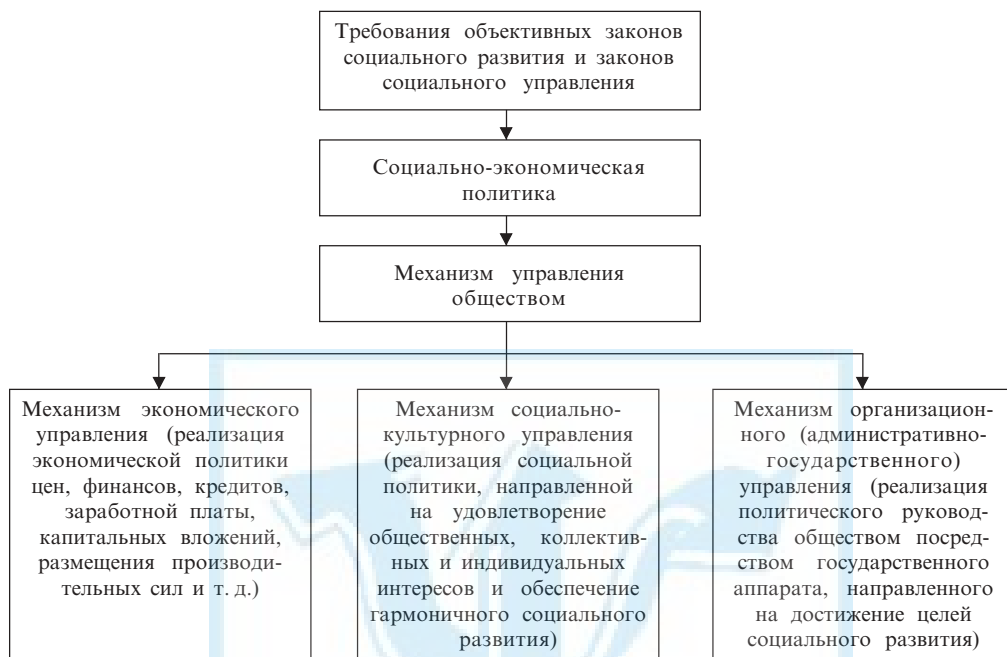 Требования объективных законов
социального развития и законов
социального управления
Социально-экономическая
политика
Механизм управления
обществом
Механизм экономического
управления (реализация
экономической политики
цен, финансов, кредитов,
заработной платы,
капитальных вложений,
размещения производи-
тельных сил и т. д.)
Механизм социально-
культурного управления
(реализация социальной
политики, направленной
на удовлетворение
общественных, коллектив-
ных и индивидуальных
интересов и обеспечение
гармоничного социального
развития)
Механизм организацион-
ного (административно-
государственного)
управления (реализация
политического руковод-
ства обществом посред-
ством государственного
аппарата, направленного
на достижение целей
социального развития)